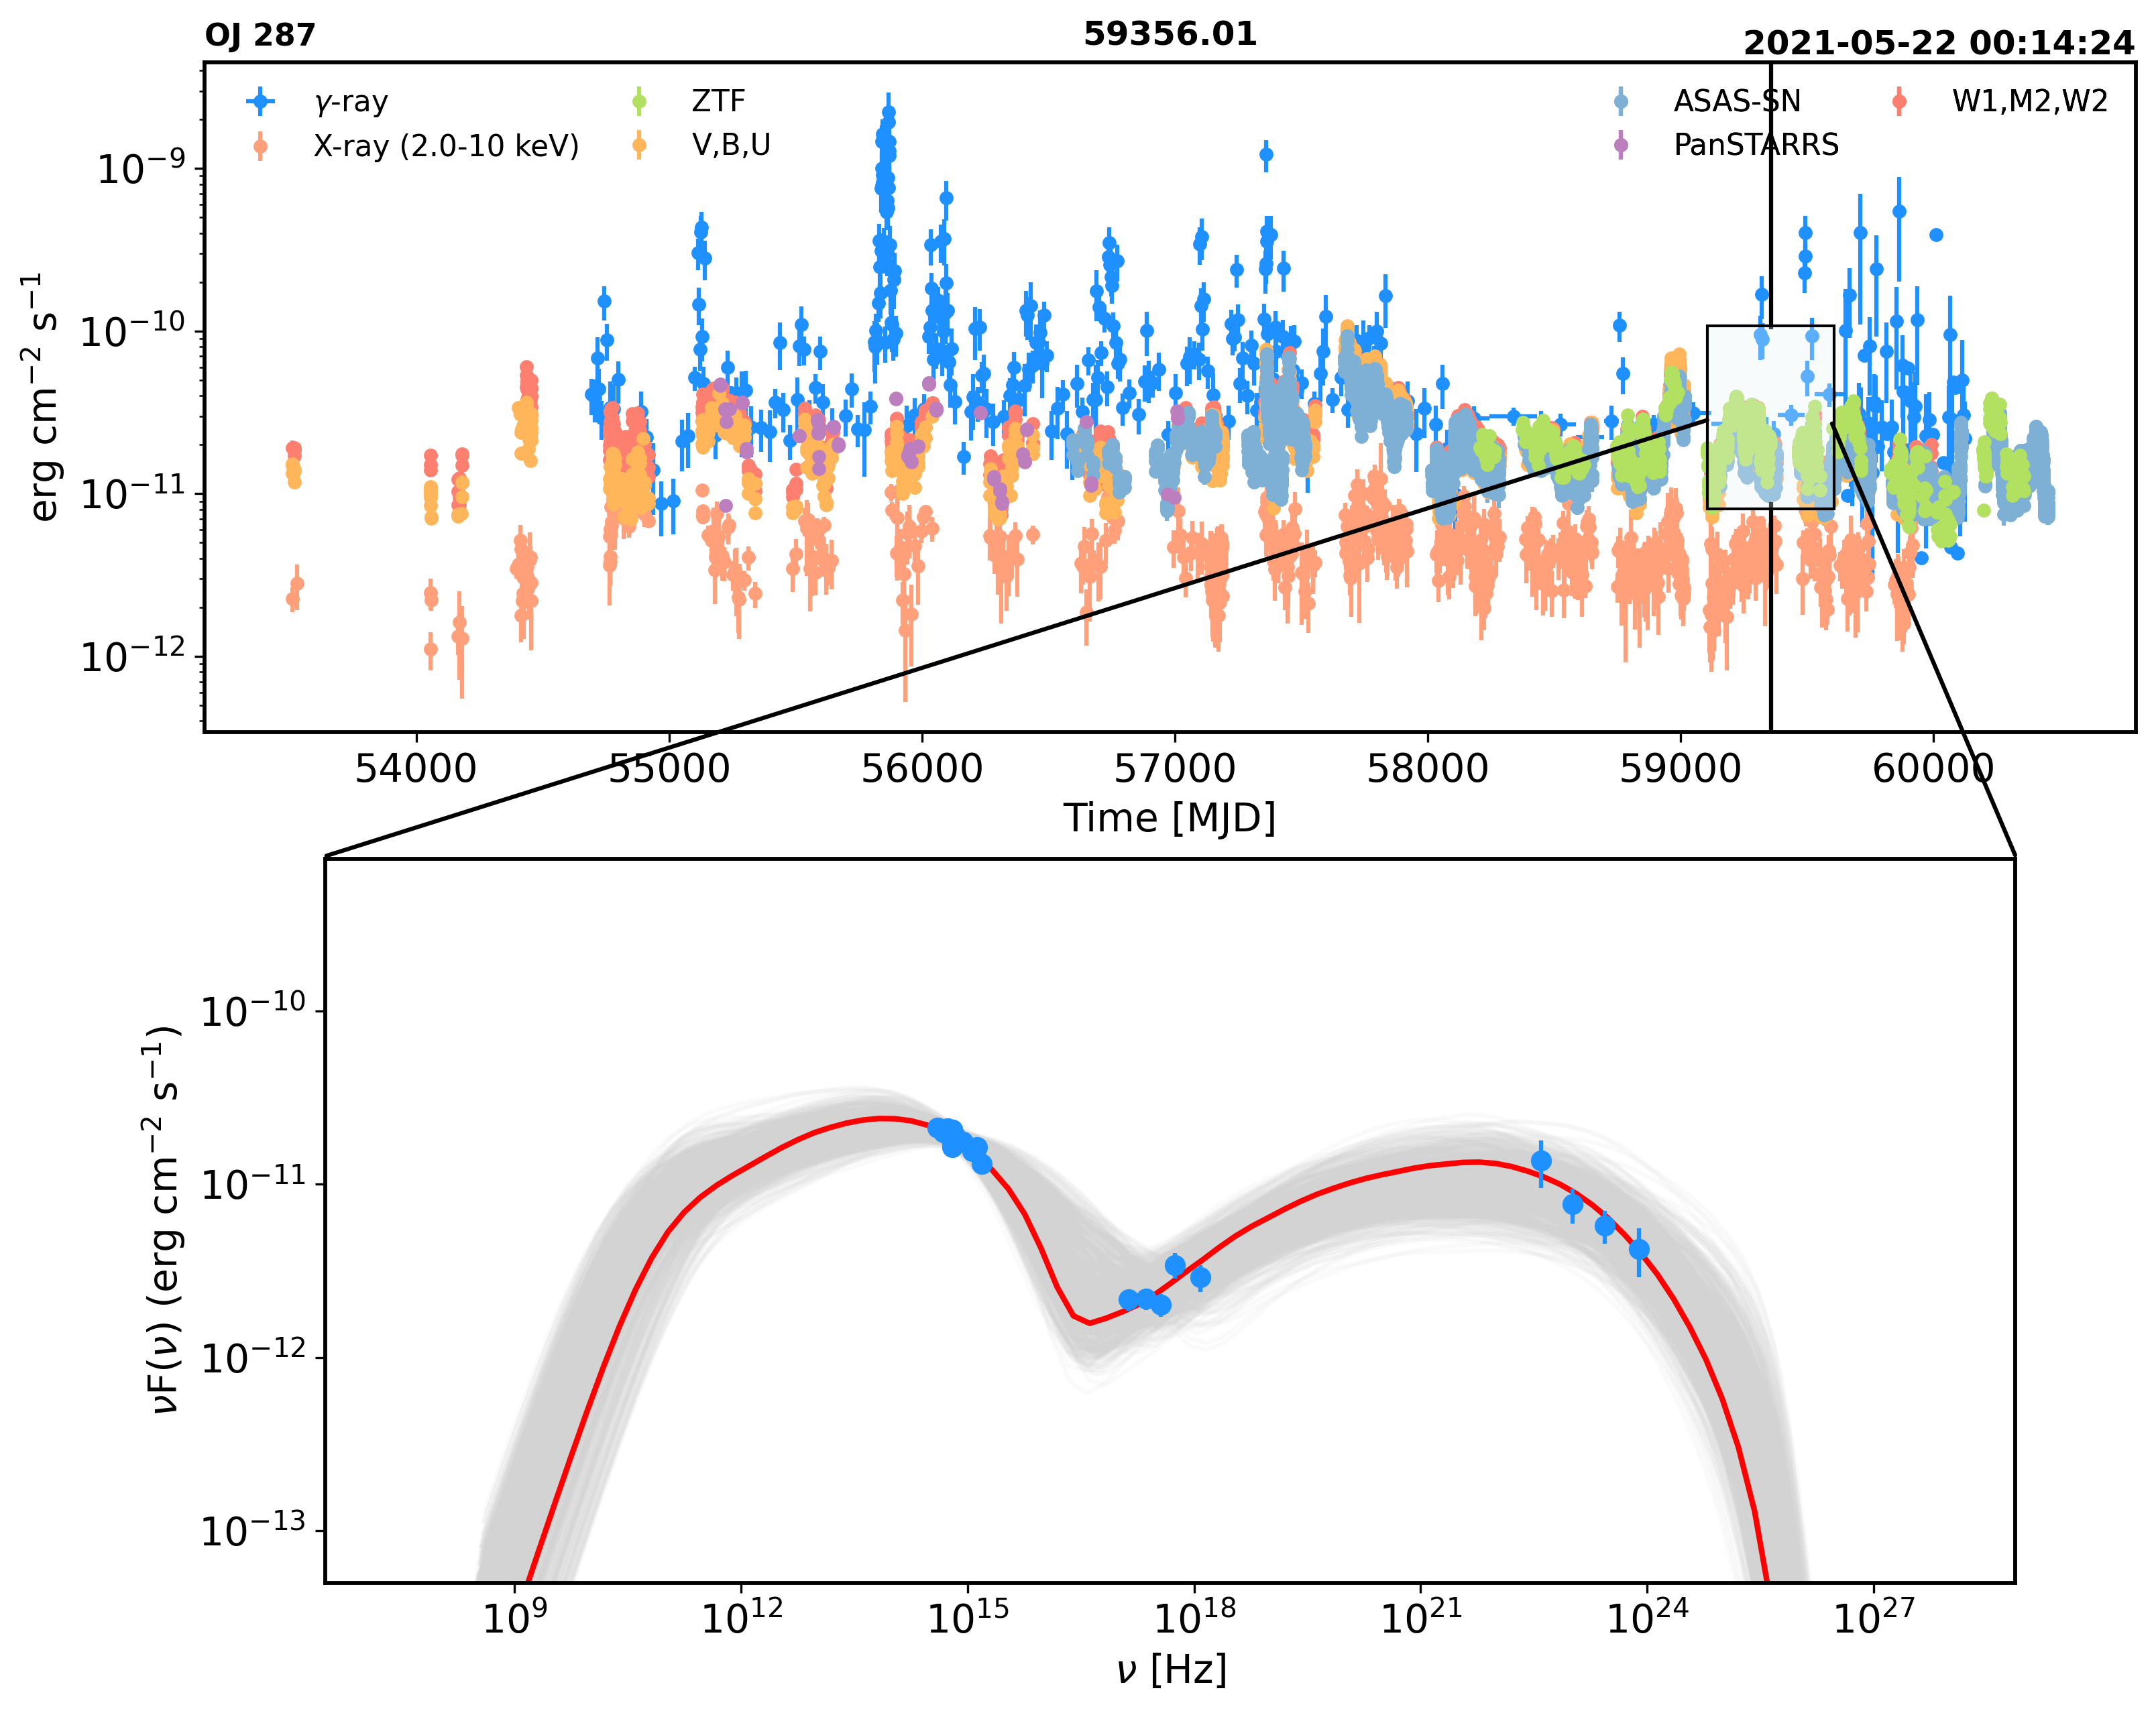 OJ 287
59356.01
2021-05-22 00:14:24
γ-ray
X-ray (2.0-10 keV)
ZTF
V,B,U
ASAS-SN
PanSTARRS
W1,M2,W2
erg cm⁻² s⁻¹
10⁻⁹
10⁻¹⁰
10⁻¹¹
10⁻¹²
54000 55000 56000 57000 58000 59000 60000
Time [MJD]
νF(ν) (erg cm⁻² s⁻¹)
10⁻¹⁰
10⁻¹¹
10⁻¹²
10⁻¹³
10⁹ 10¹² 10¹⁵ 10¹⁸ 10²¹ 10²⁴ 10²⁷
ν [Hz]